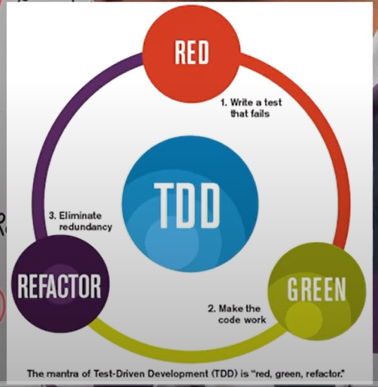 RED
1. Write a test
that fails
TDD
3. Eliminate
redundancy
REFACTOR
GREEN
2. Make the
code work
The mantra of Test-Driven Development (TDD) is "red, green, refactor."